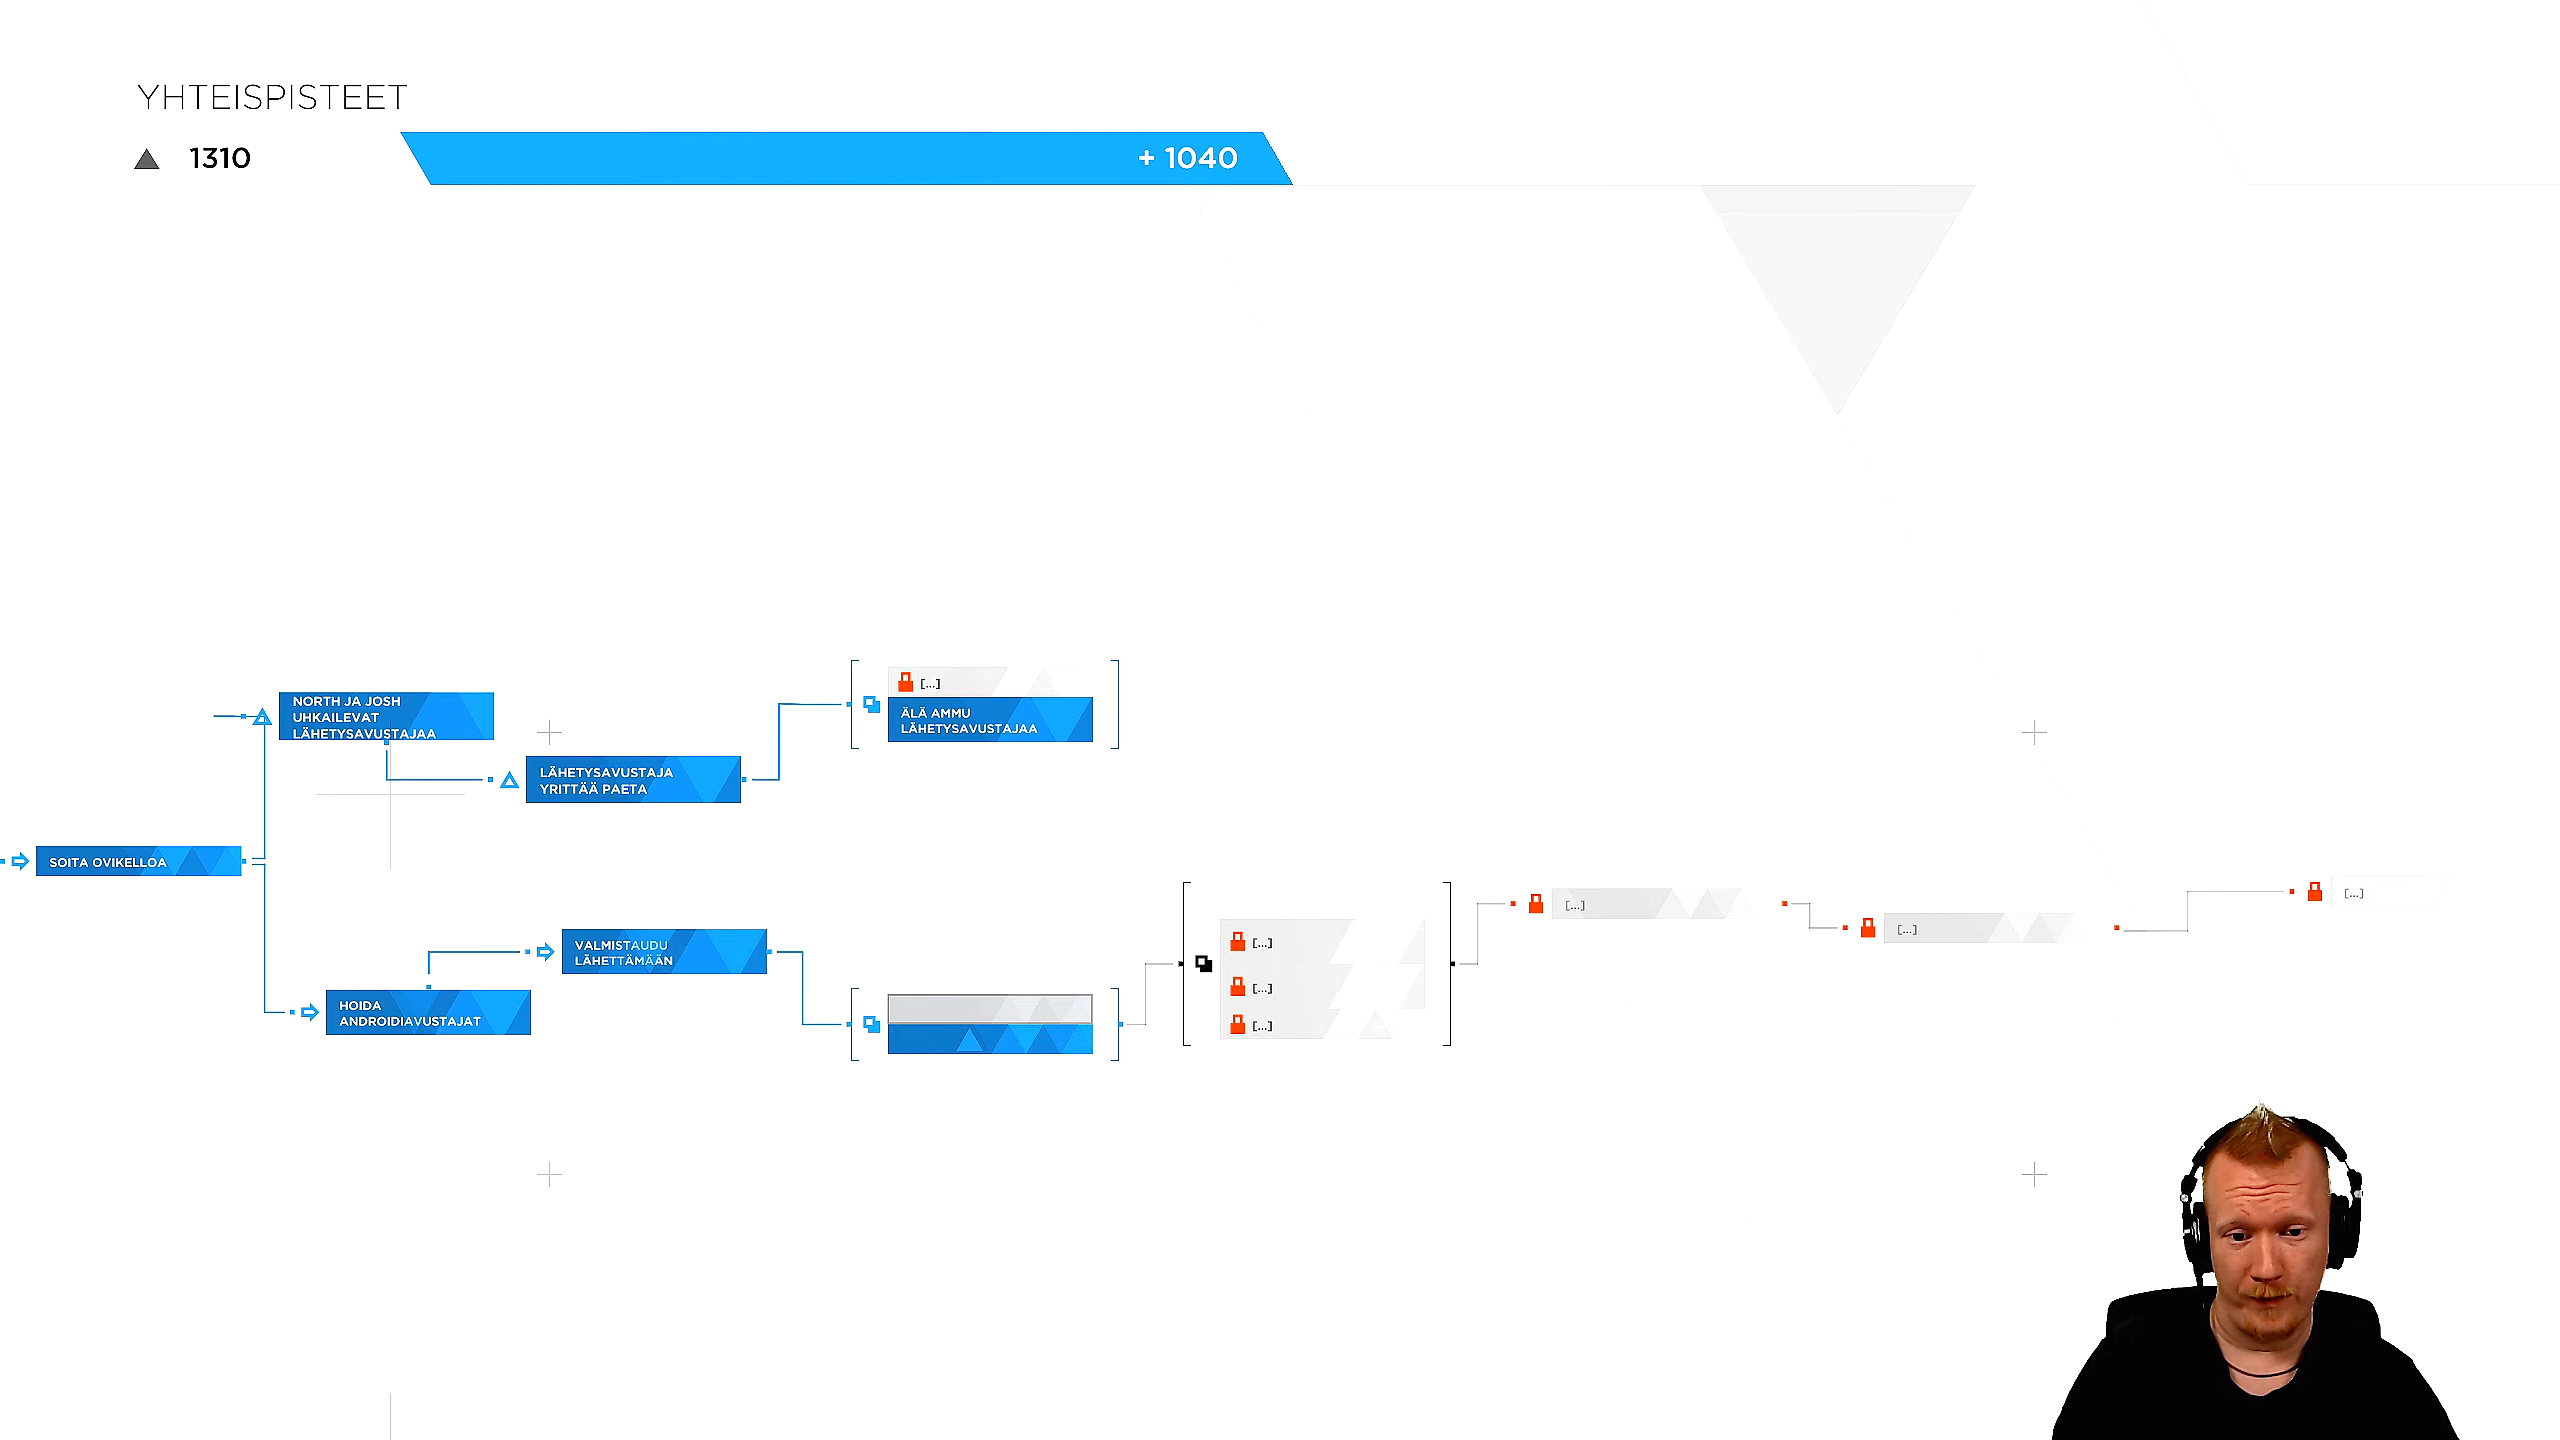 YHTEISPISTEET
1310
+ 1040
NORTH JA JOSH
UHKAILEVAT
LÄHETYSAVUSTAJAA
[...]
ÄLÄ AMMU
LÄHETYSAVUSTAJAA
LÄHETYSAVUSTAJA
YRITTÄÄ PAETA
SOITA OVIKELLOA
VALMISTAUDU
LÄHETTÄMÄÄN
HOIDA
ANDROIDIAVUSTAJAT
[...]
[...]
[...]
[...]
[...]
[...]